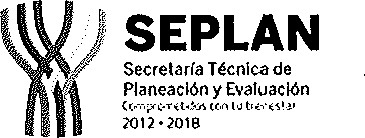 SEPLAN
Secretaría Técnica de
Planeación y Evaluación
Comprometidos con tu bienestar
2012 • 2018